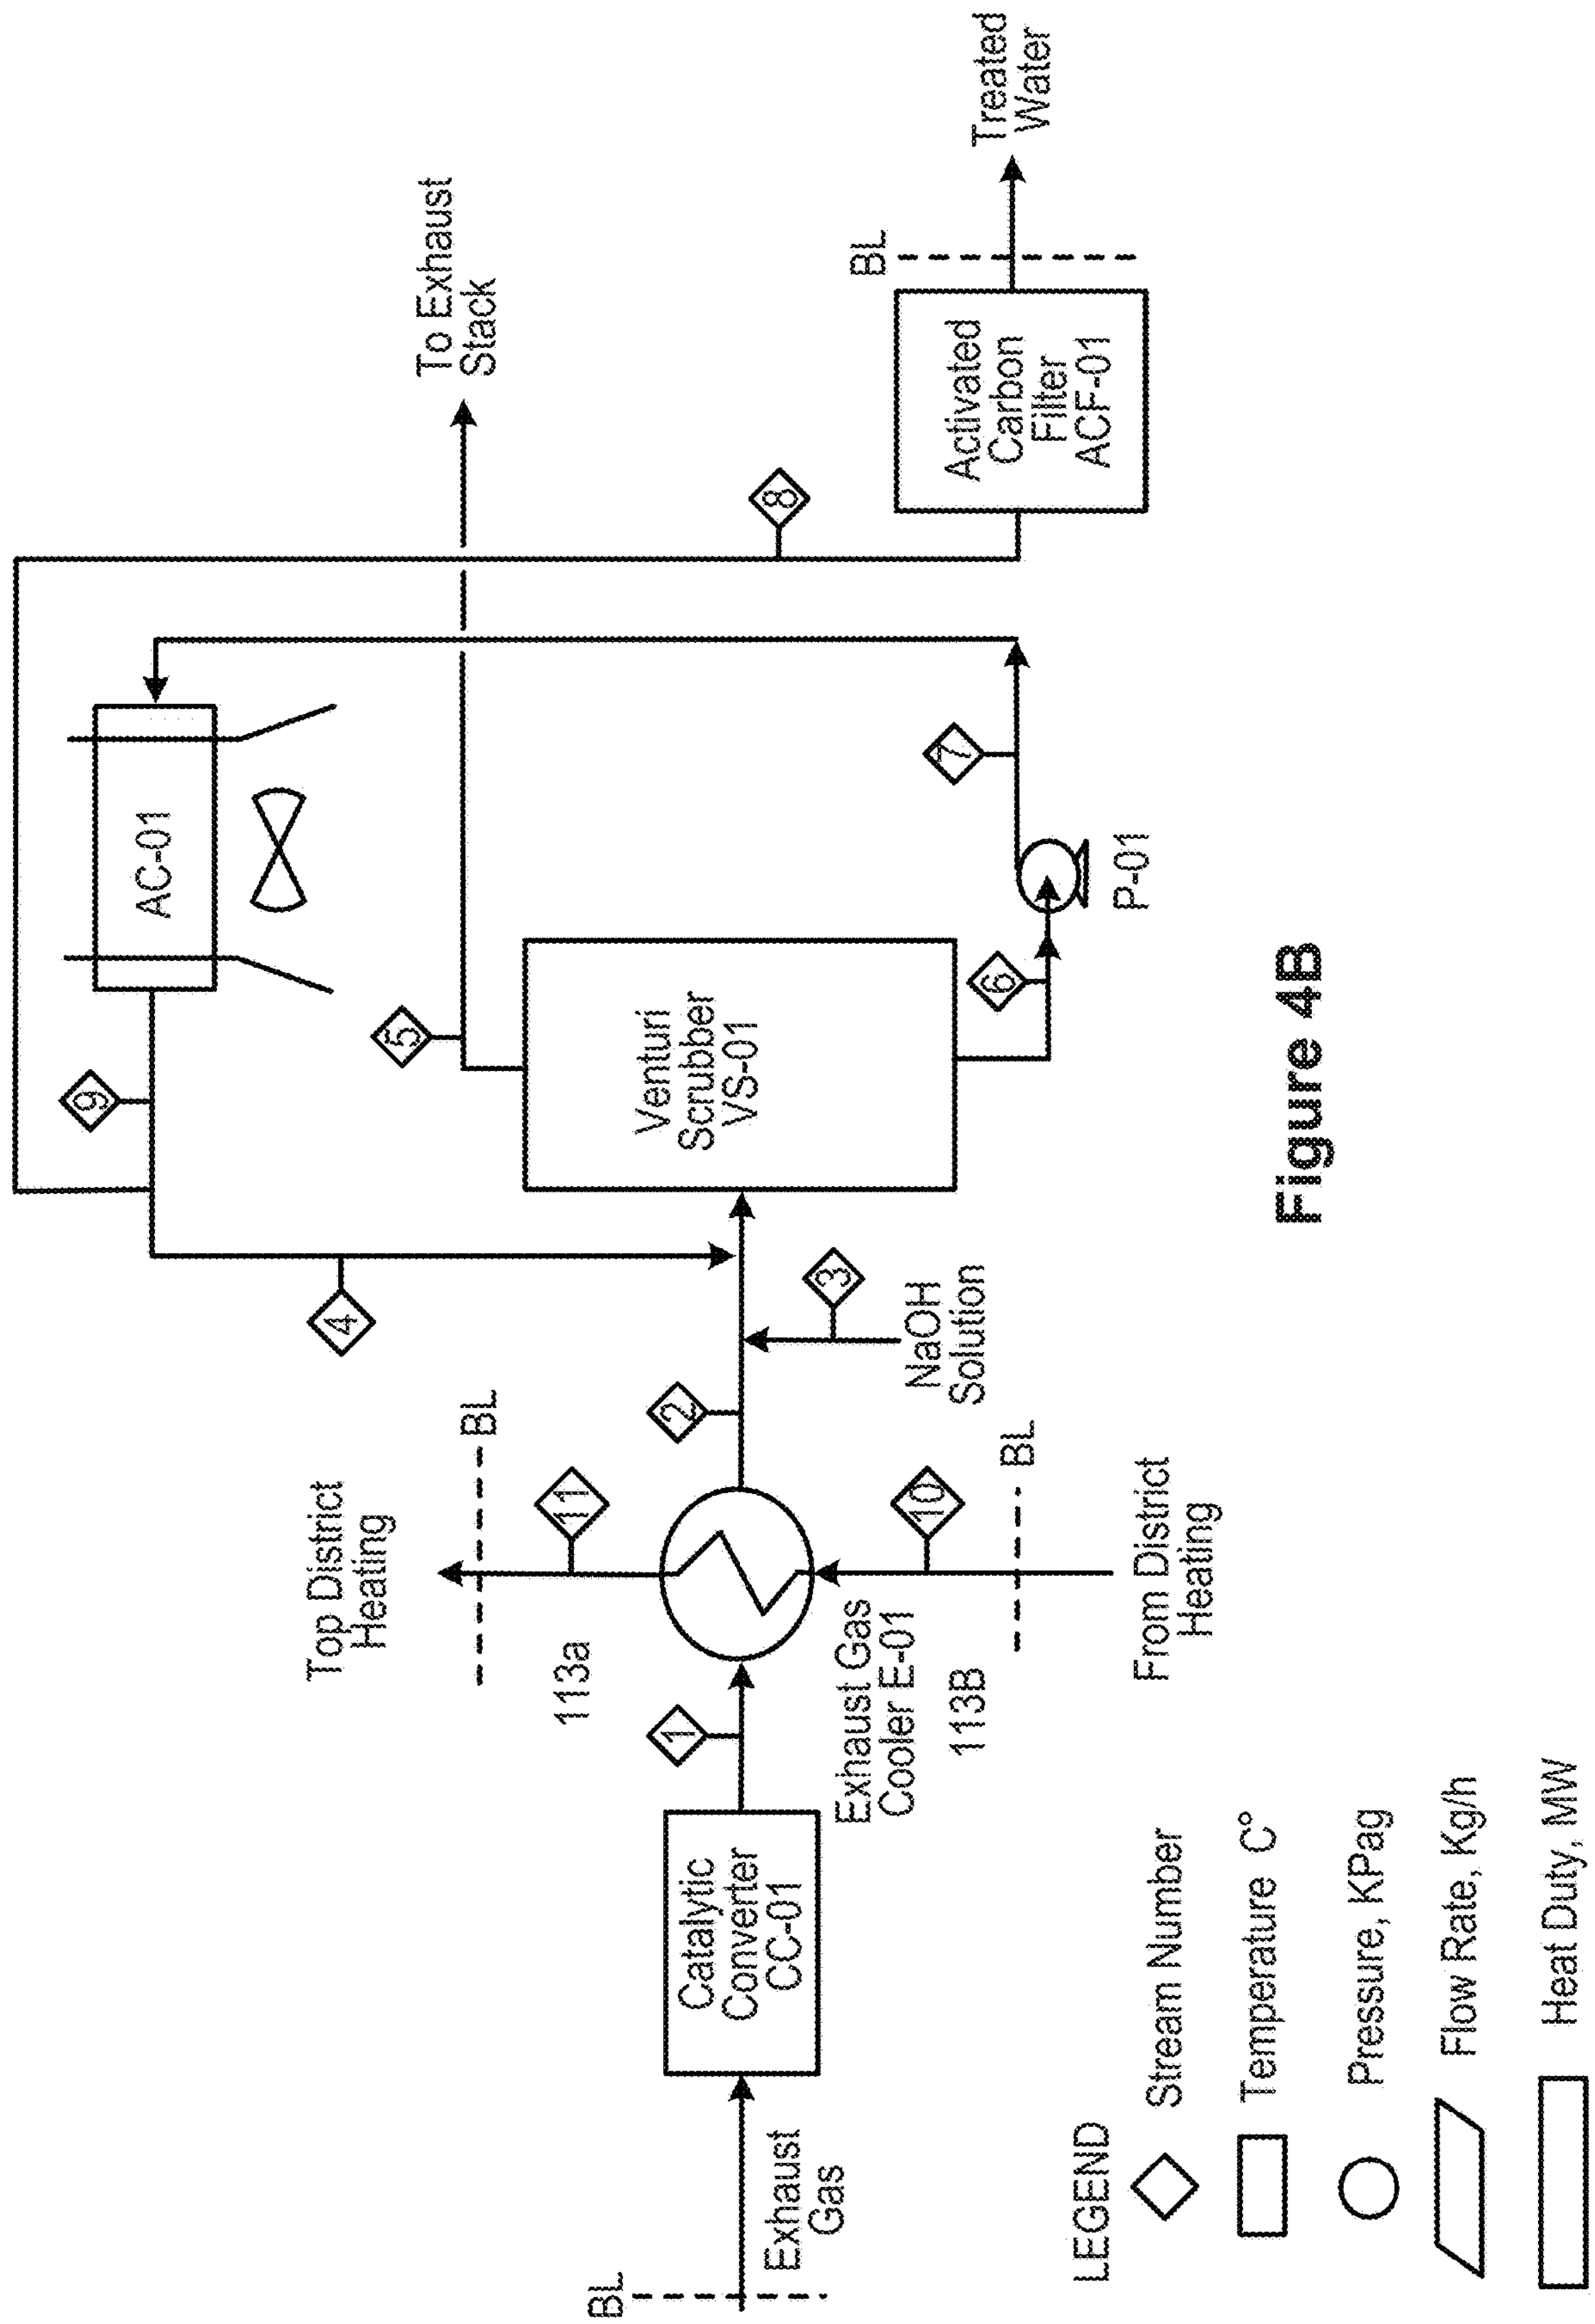 BL
Exhaust
Gas
Catalytic
Converter
CC-01
1
Top District
Heating
BL
113a
11
Exhaust Gas
Cooler E-01
113B
10
BL
From District
Heating
2
3
NaOH
Solution
4
9
AC-01
5
To Exhaust
Stack
Venturi
Scrubber
VS-01
6
P-01
7
8
Activated
Carbon
Filter
ACF-01
BL
Treated
Water
LEGEND
Stream Number
Temperature C°
Pressure, KPag
Flow Rate, Kg/h
Heat Duty, MW
Figure 4B